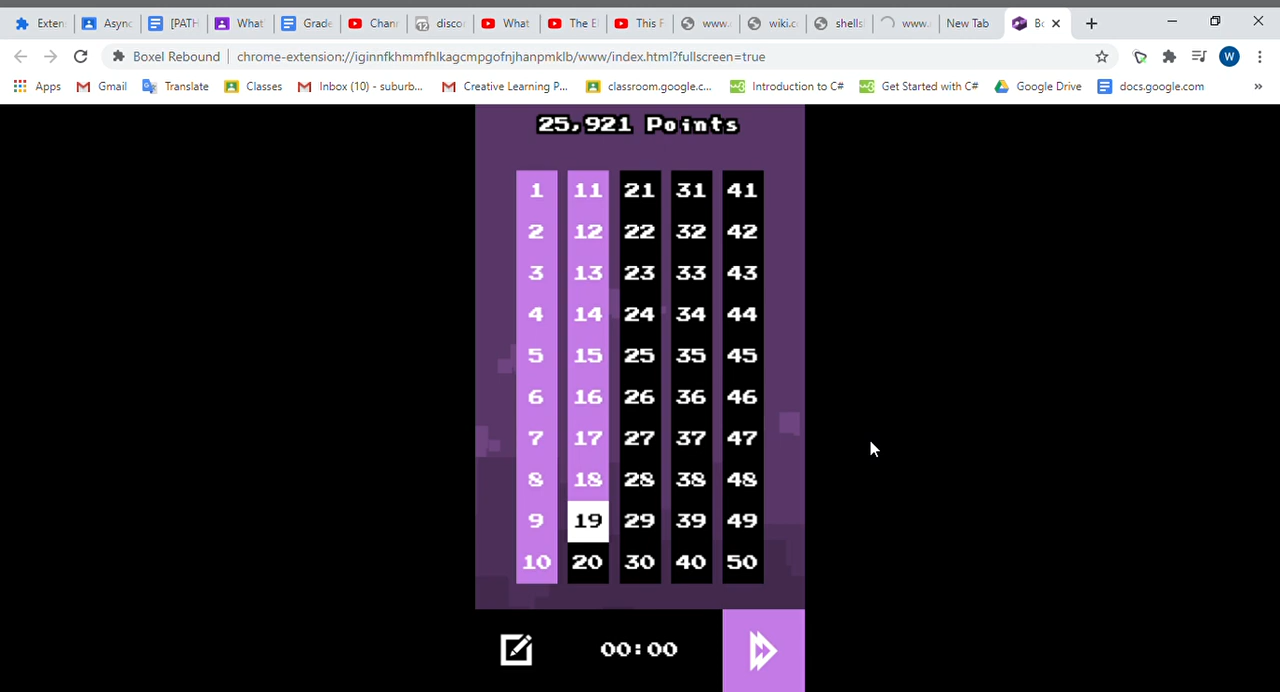 Exten Async [PATH What Grade Chan disco What The E This F www. wiki.c shells www. New Tab Bo
Boxel Rebound chrome-extension://iginnfkhmmfhlkagcmpgofnjhanpmklb/www/index.html?fullscreen=true W
Apps Gmail Translate Classes Inbox (10) - suburb... Creative Learning P... classroom.google.c... Introduction to C# Get Started with C# Google Drive docs.google.com »
25,921 Points
1 11 21 31 41
2 12 22 32 42
3 13 23 33 43
4 14 24 34 44
5 15 25 35 45
6 16 26 36 46
7 17 27 37 47
8 18 28 38 48
9 19 29 39 49
10 20 30 40 50
00:00